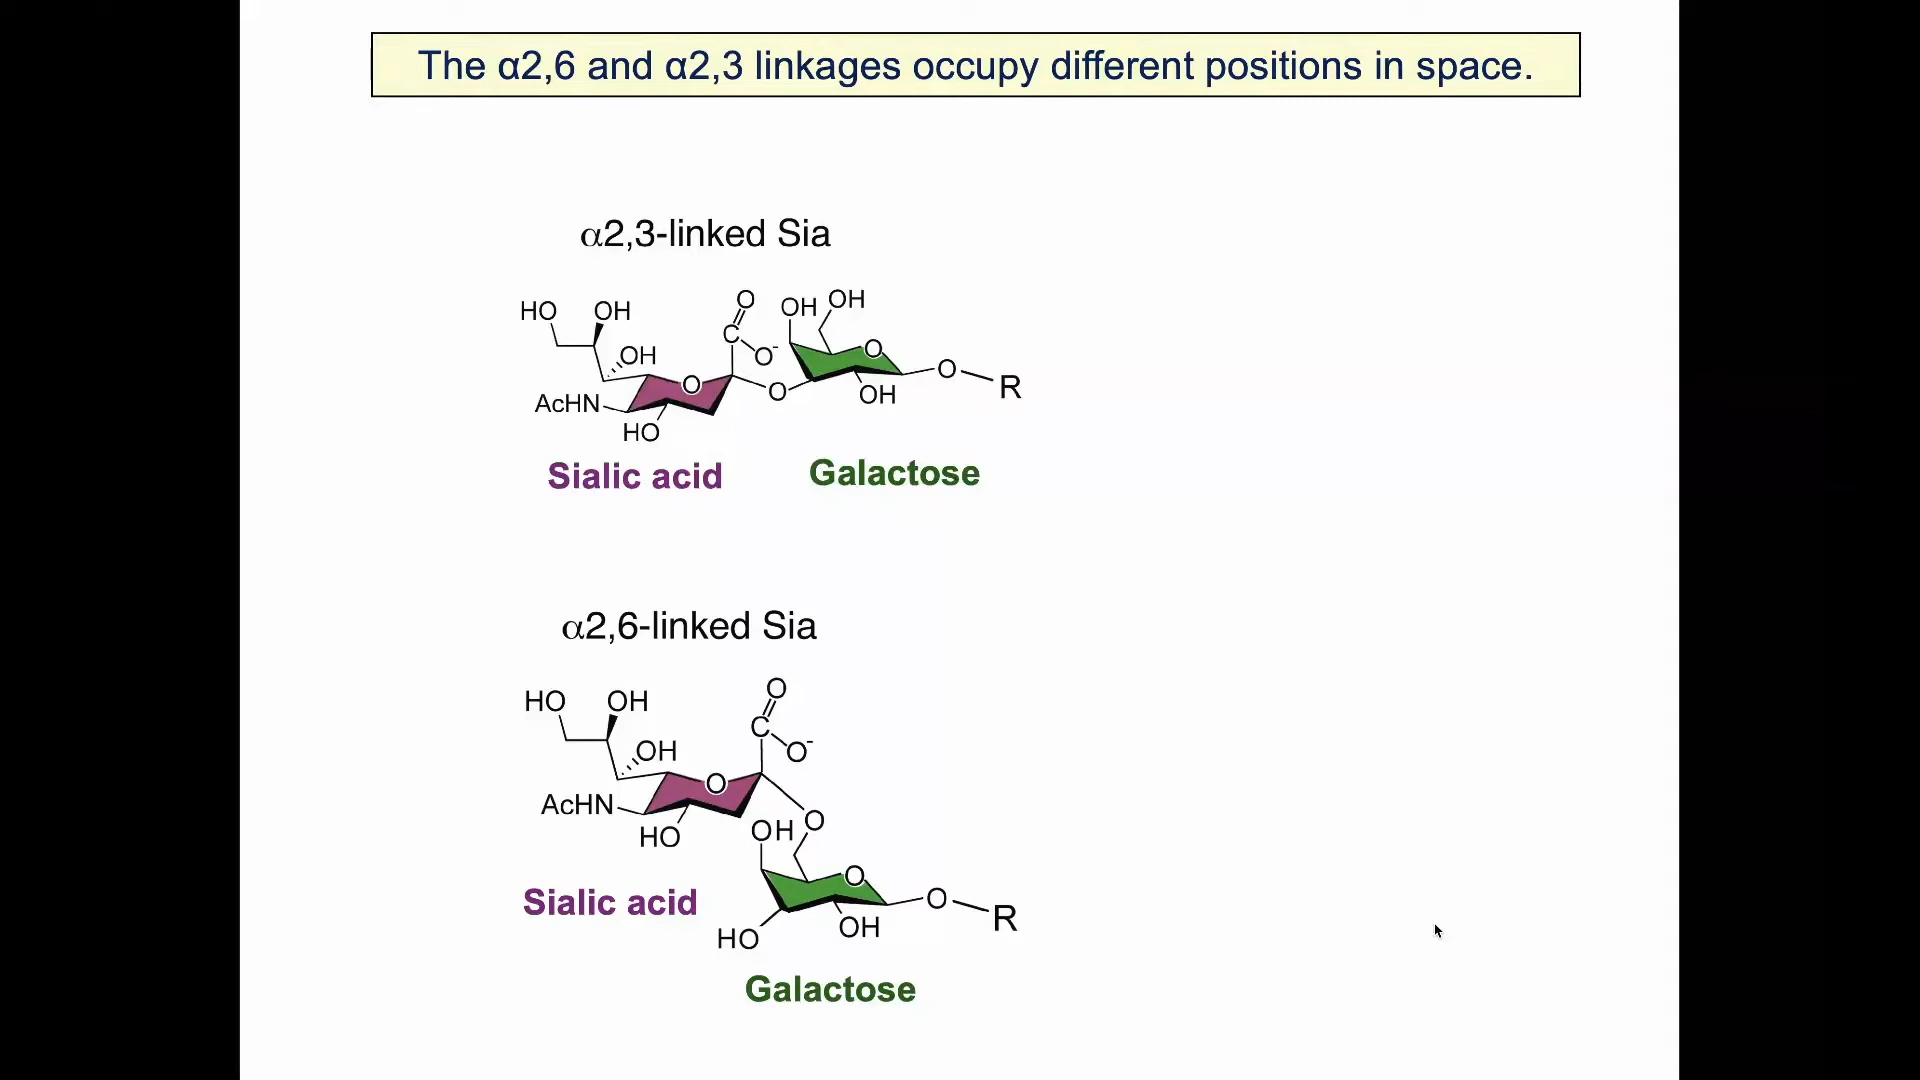 The α2,6 and α2,3 linkages occupy different positions in space.
α2,3-linked Sia
HO OH O OH OH
C O⁻ O
OH O O R
AcHN O OH
HO
Sialic acid Galactose
α2,6-linked Sia
HO OH O
C O⁻
OH
O
AcHN O
HO OH
O O R
Sialic acid
HO OH
Galactose